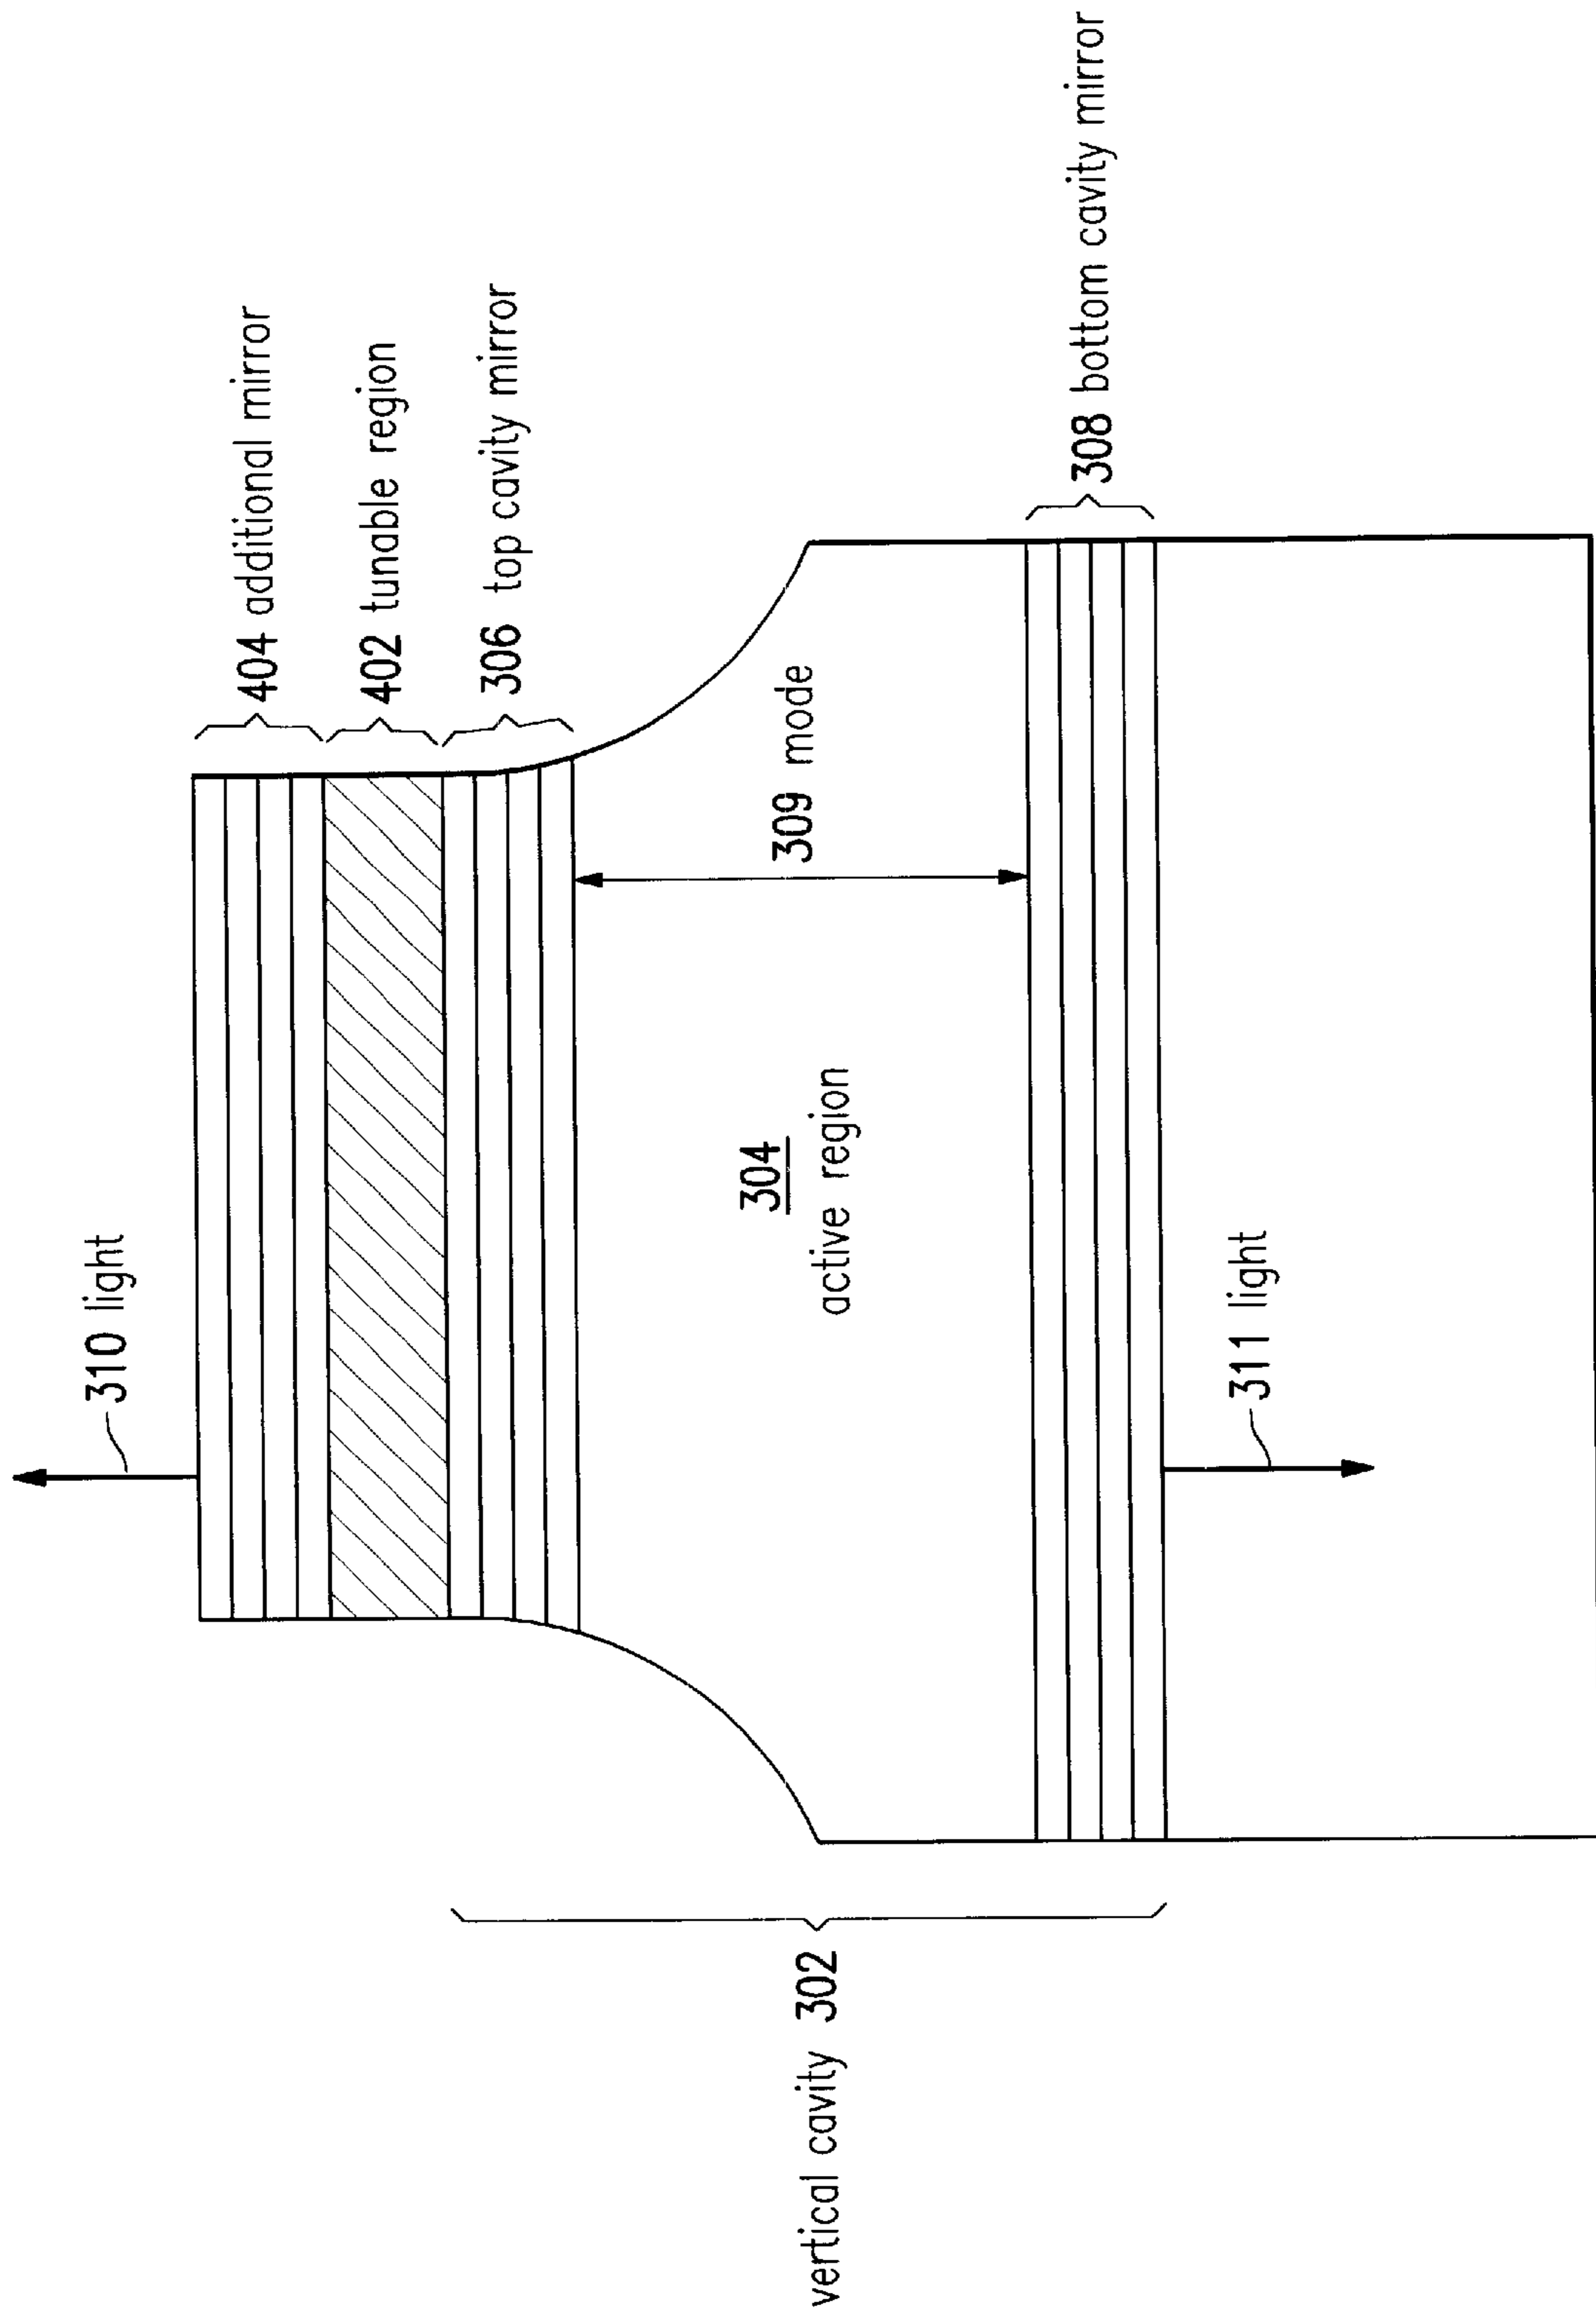 310 light
404 additional mirror
402 tunable region
306 top cavity mirror
309 mode
304
active region
vertical cavity 302
308 bottom cavity mirror
311 light